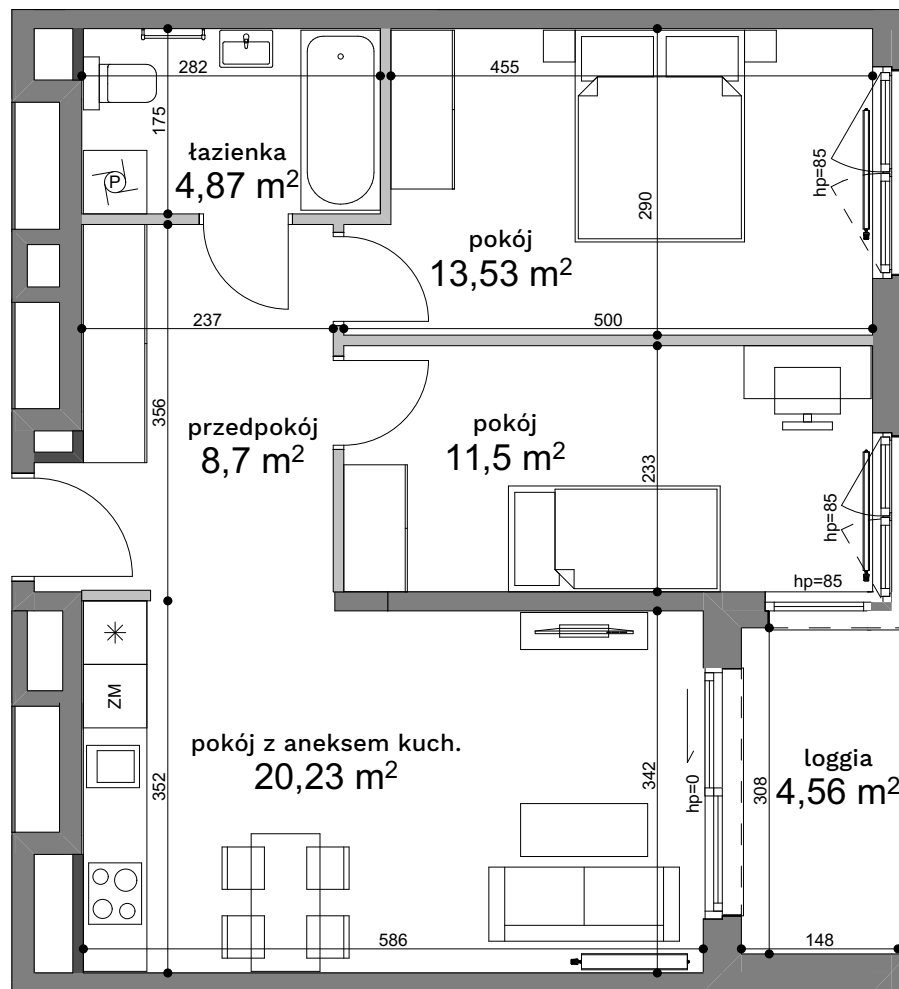 282
455
175
łazienka
4,87 m²
P
hp=85
290
pokój
13,53 m²
237
500
356
przedpokój
8,7 m²
pokój
11,5 m²
233
hp=85
hp=85
ZM
pokój z aneksem kuch.
20,23 m²
352
342
hp=0
308
loggia
4,56 m²
586
148